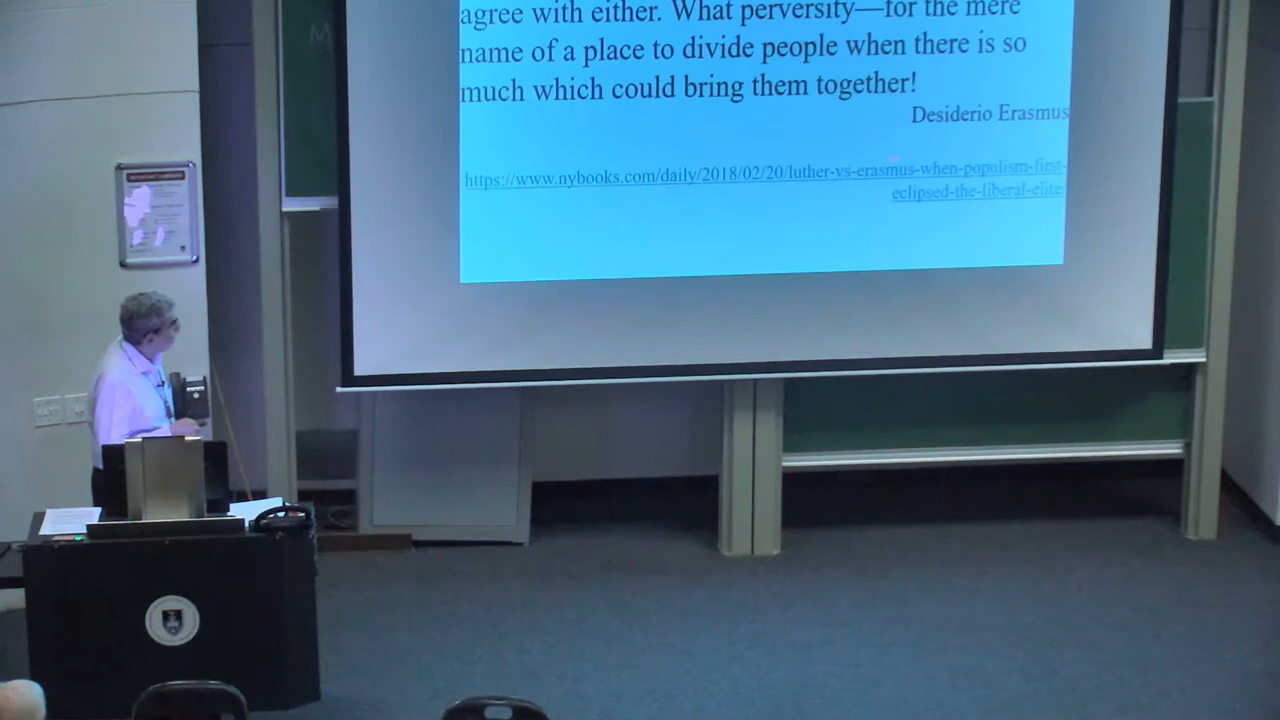 agree with either. What perversity—for the mere
name of a place to divide people when there is so
much which could bring them together!
Desiderio Erasmus
https://www.nybooks.com/daily/2018/02/20/luther-vs-erasmus-when-populism-first-
eclipsed-the-liberal-elite